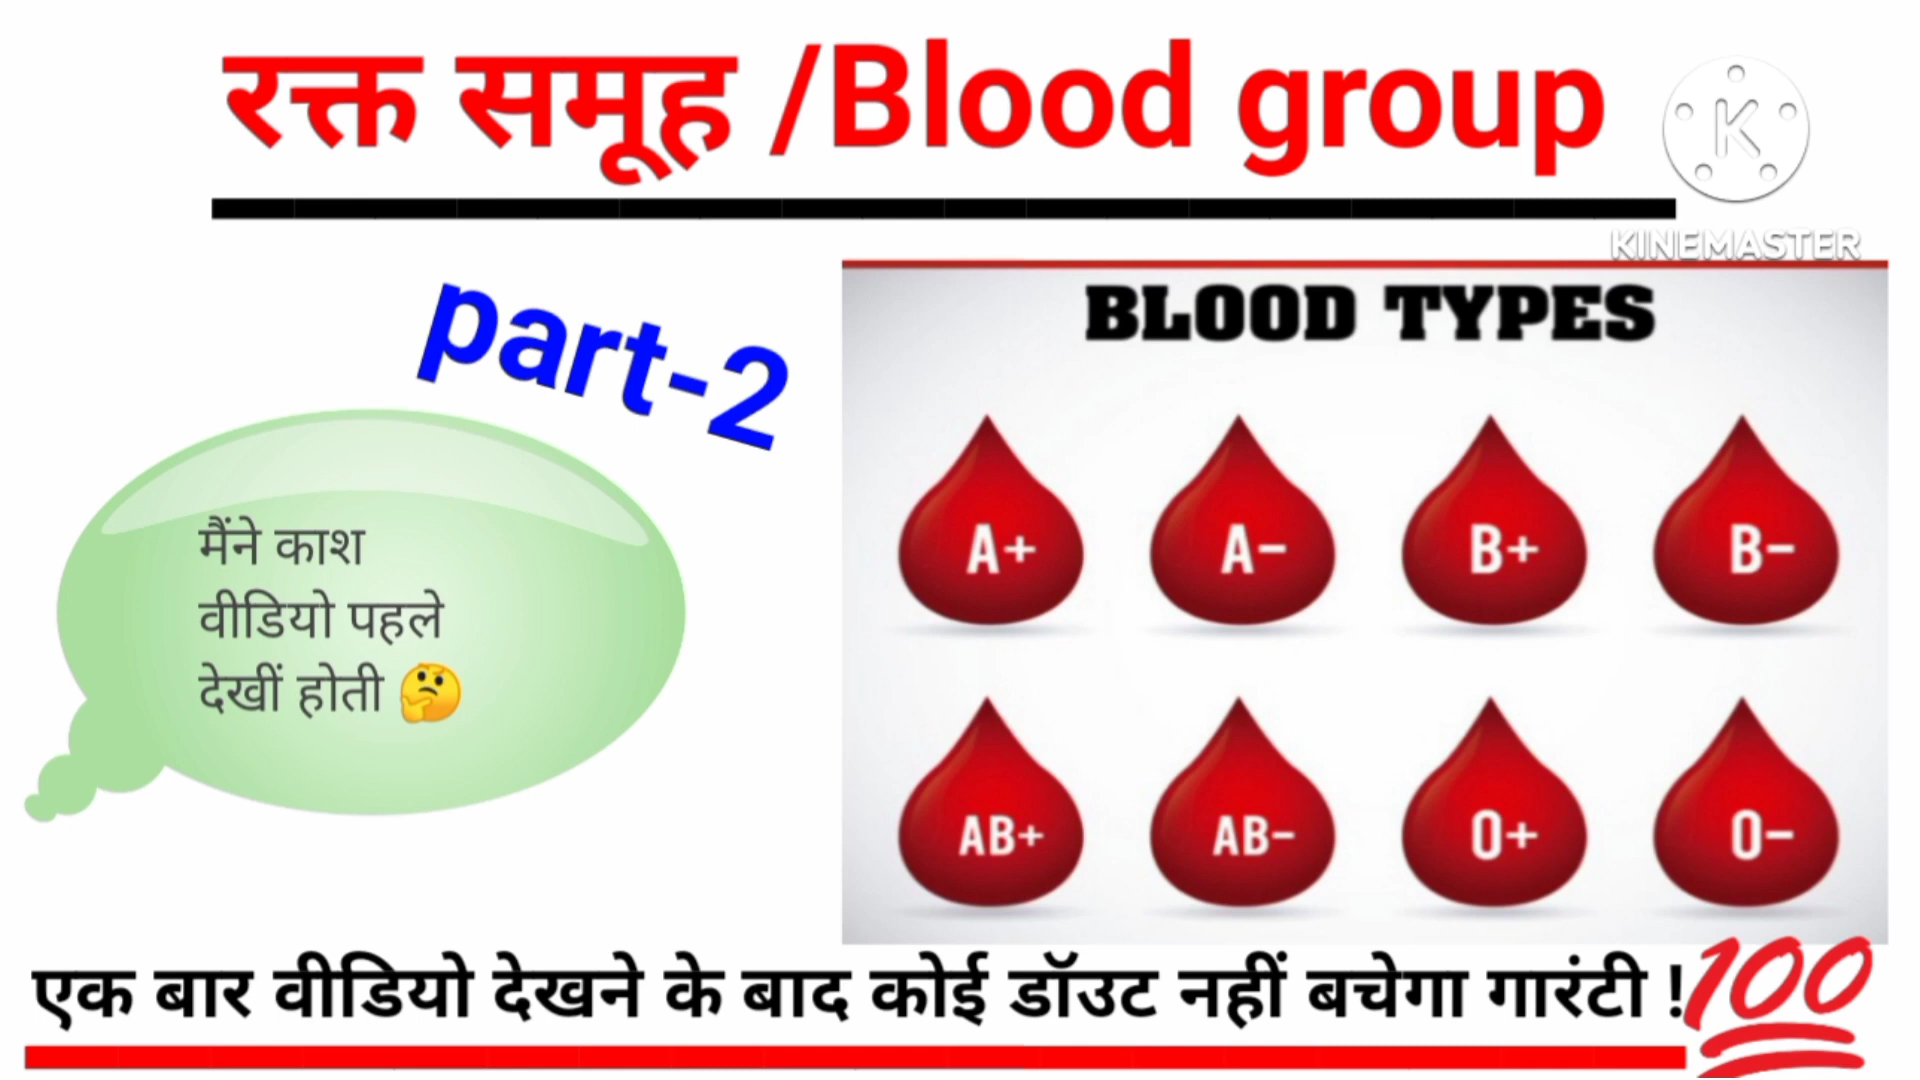 रक्त समूह /Blood group
K
KINEMASTER
part-2
BLOOD TYPES
मैंने काश
वीडियो पहले
देखीं होती 🤔
A+ A- B+ B-
AB+ AB- O+ O-
एक बार वीडियो देखने के बाद कोई डॉउट नहीं बचेगा गारंटी !💯